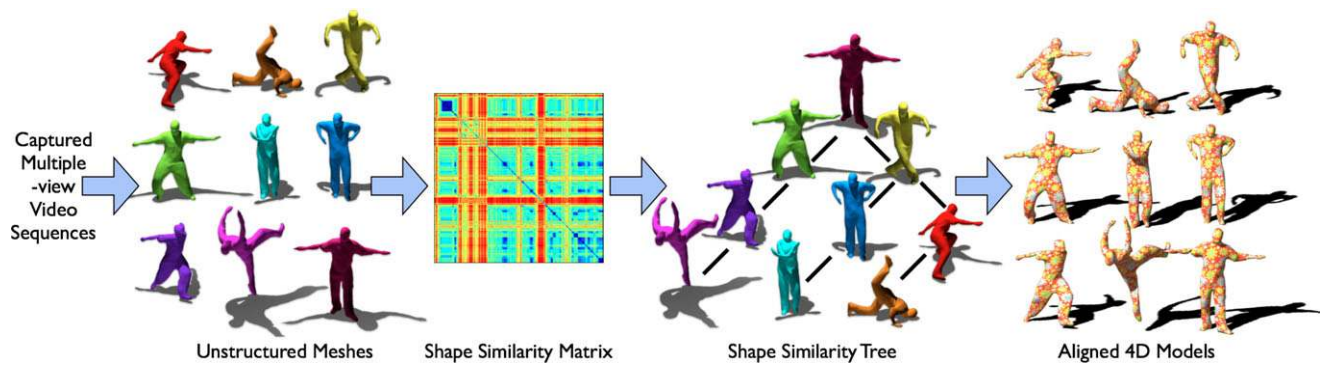 Captured
Multiple
-view
Video
Sequences
Unstructured Meshes
Shape Similarity Matrix
Shape Similarity Tree
Aligned 4D Models